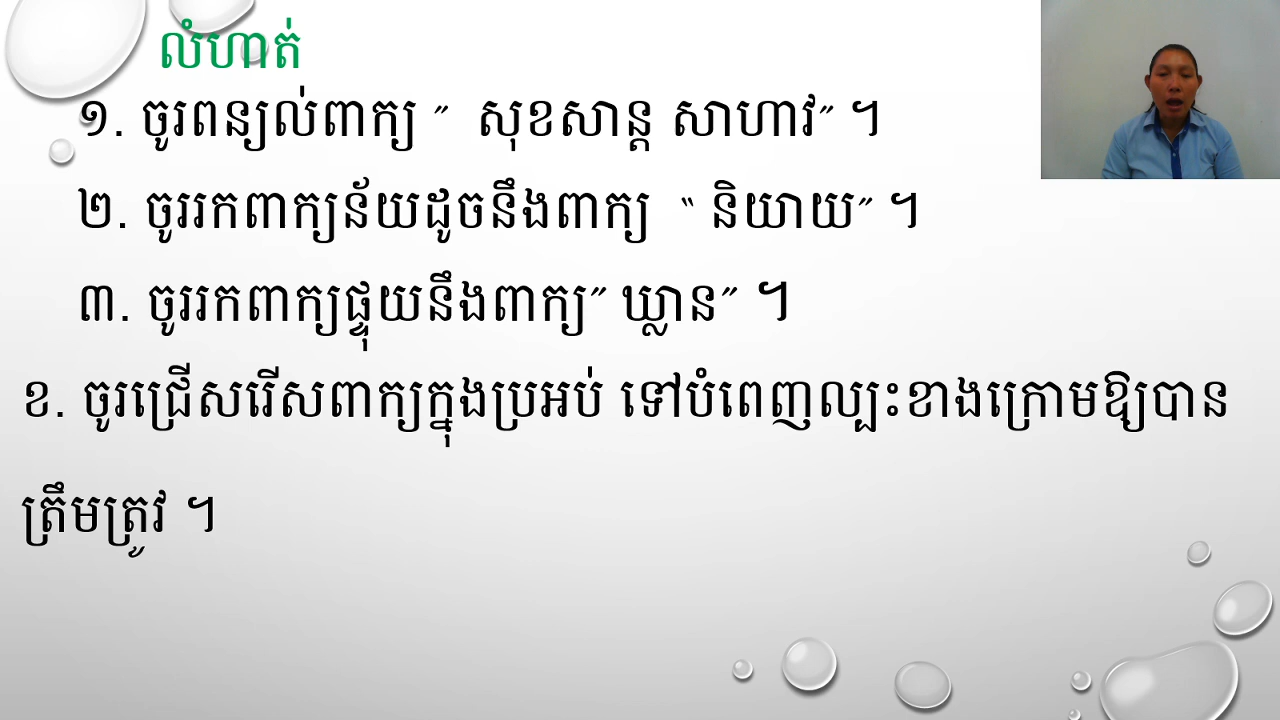 លំហាត់
១. ចូរពន្យល់ពាក្យ ″ សុខសាន្ត សាហាវ″ ។
២. ចូររកពាក្យន័យដូចនឹងពាក្យ ‶ និយាយ″ ។
៣. ចូររកពាក្យផ្ទុយនឹងពាក្យ″ ឃ្លាន″ ។
ខ. ចូរជ្រើសរើសពាក្យក្នុងប្រអប់ ទៅបំពេញល្បះខាងក្រោមឱ្យបាន
ត្រឹមត្រូវ ។